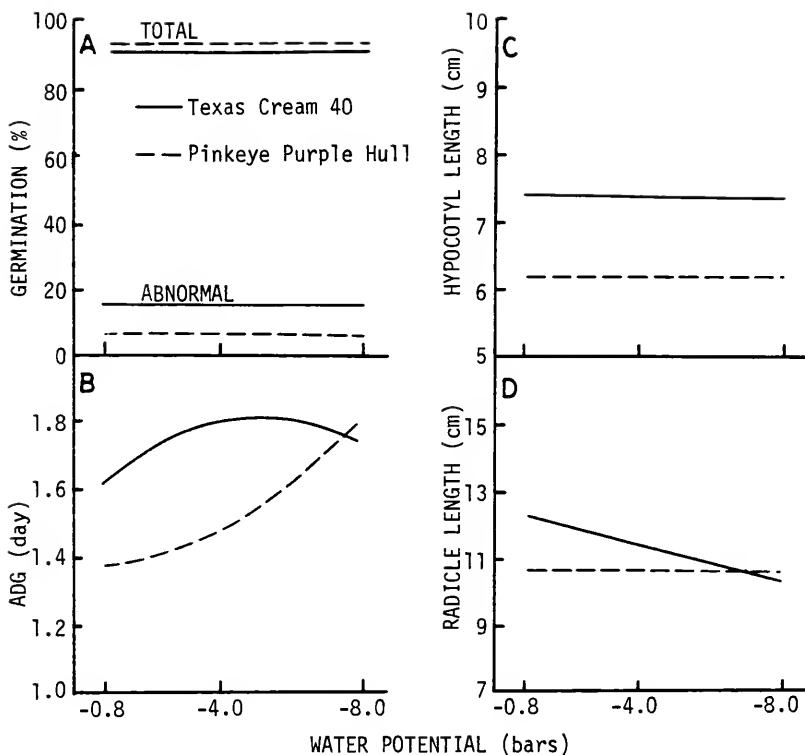 A
TOTAL
Texas Cream 40
Pinkeye Purple Hull
ABNORMAL
GERMINATION (%)
100
80
60
40
20
0
B
ADG (day)
1.8
1.6
1.4
1.2
1.0
-0.8
-4.0
-8.0
C
HYPOCOTYL LENGTH (cm)
10
9
8
7
6
5
D
RADICLE LENGTH (cm)
15
13
11
9
7
-0.8
-4.0
-8.0
WATER POTENTIAL (bars)